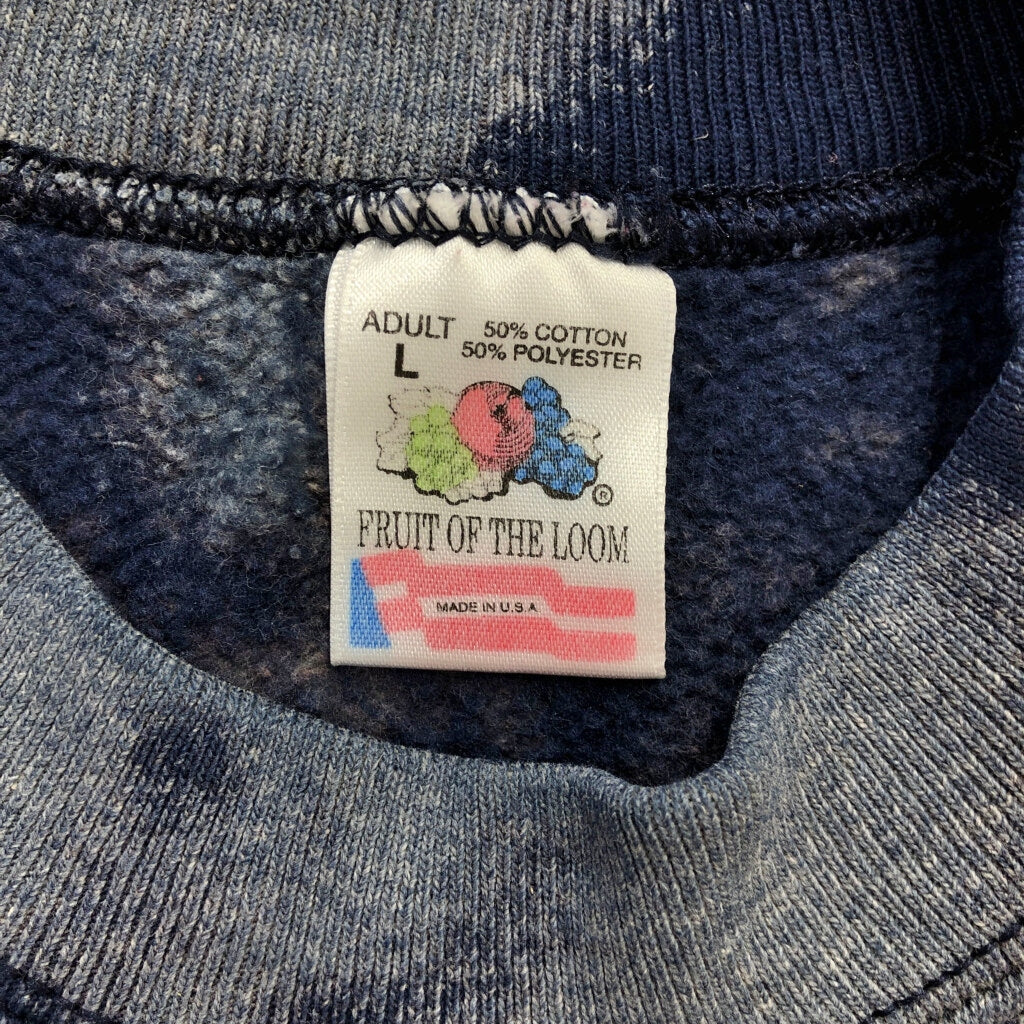 ADULT 50% COTTON
L 50% POLYESTER
®
FRUIT OF THE LOOM
MADE IN U.S.A